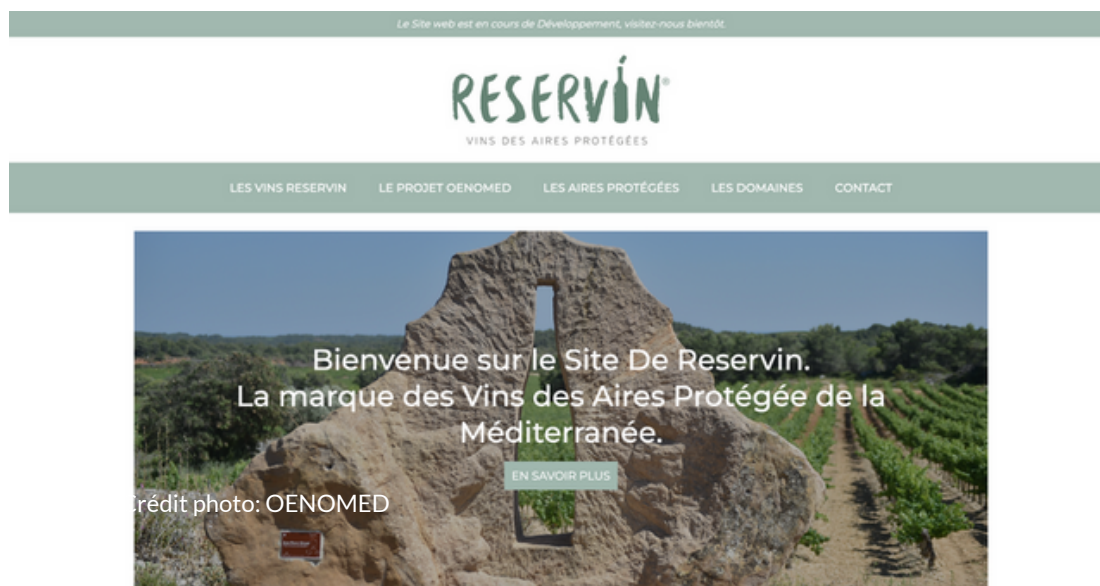 Le Site web est en cours de Développement, visitez-nous bientôt.
RESERVÍN®
VINS DES AIRES PROTÉGÉES
LES VINS RESERVIN LE PROJET OENOMED LES AIRES PROTÉGÉES LES DOMAINES CONTACT
Bienvenue sur le Site De Reservin.
La marque des Vins des Aires Protégée de la
Méditerranée.
EN SAVOIR PLUS
Crédit photo: OENOMED